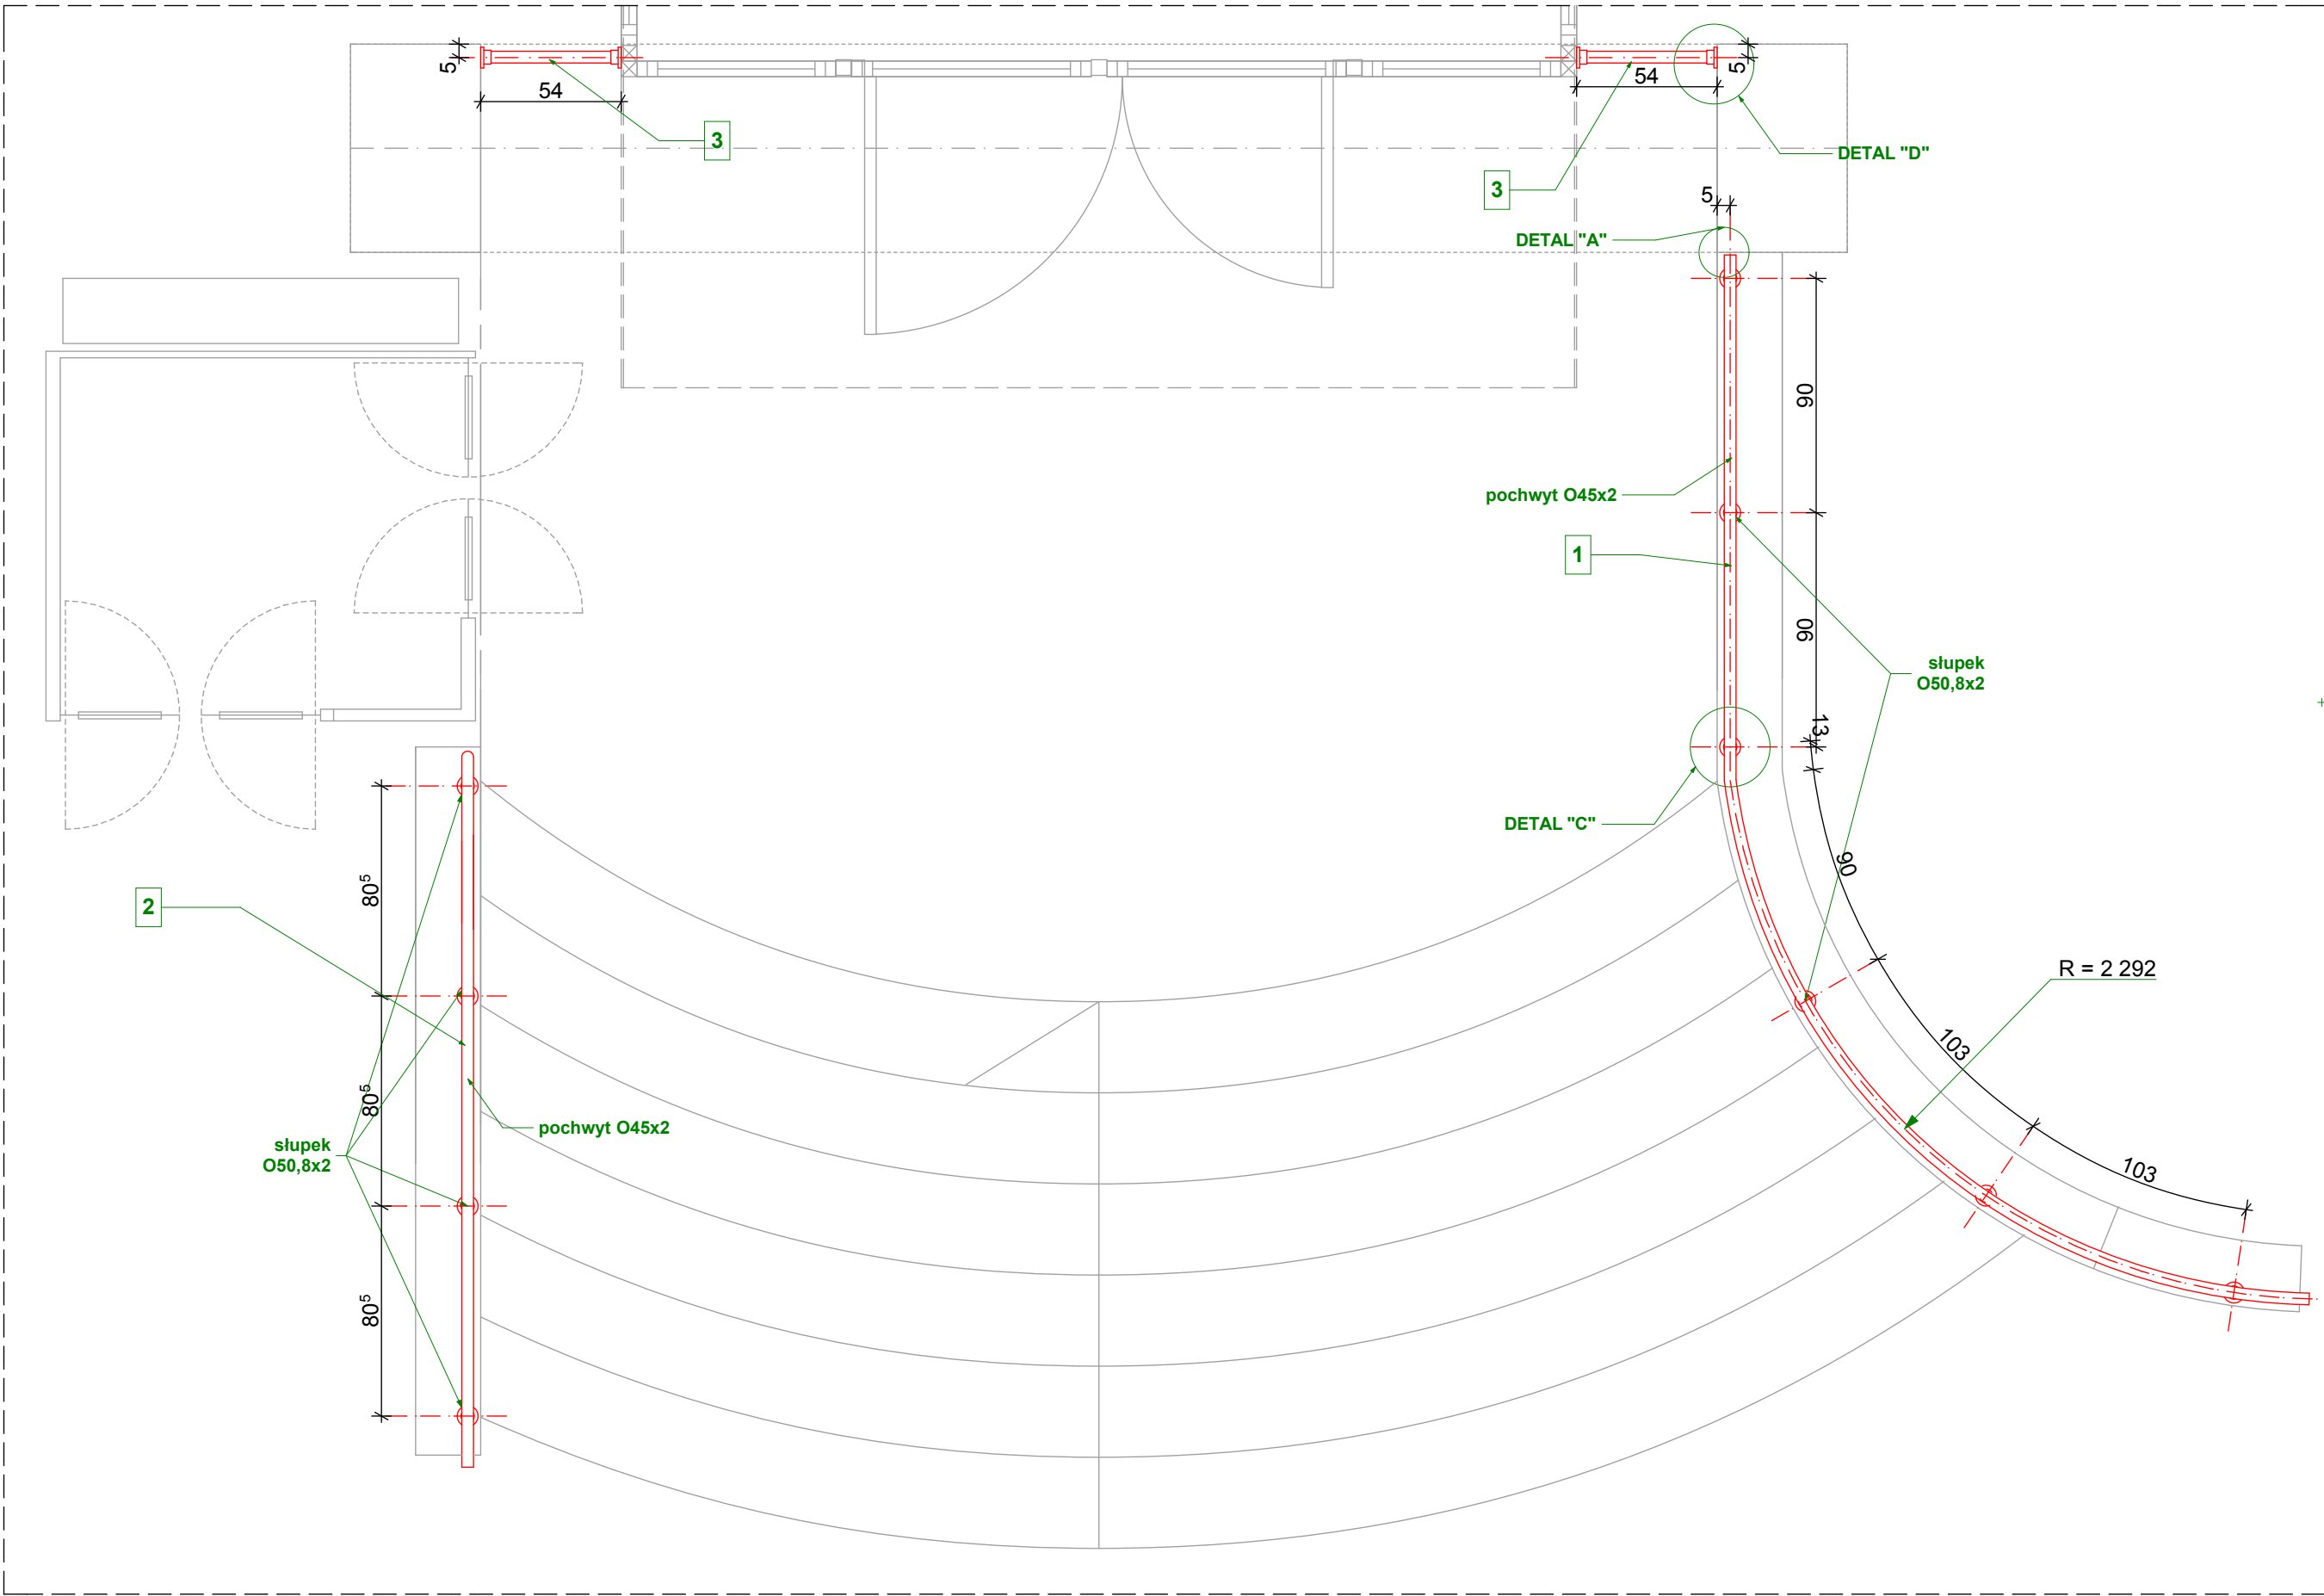 5
54
3
54
5
DETAL "D"
3
5
DETAL "A"
90
pochwyt O45x2
1
90
słupek
O50,8x2
13
DETAL "C"
90
80⁵
2
R = 2 292
103
80⁵
pochwyt O45x2
słupek
O50,8x2
103
80⁵